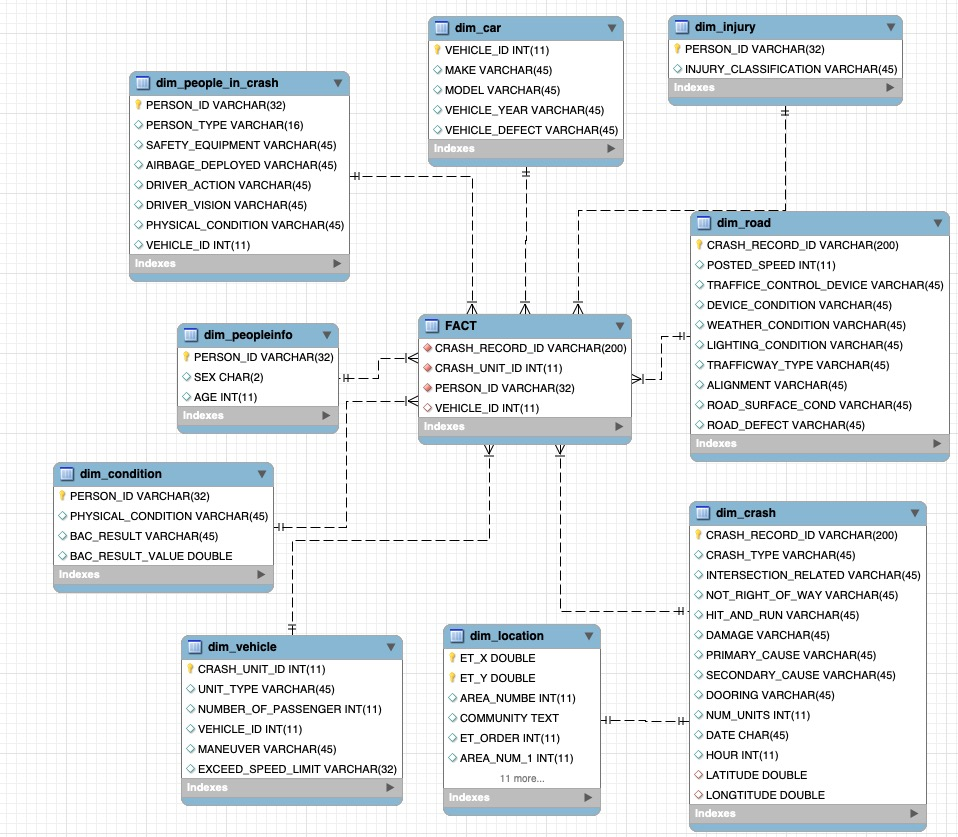 dim_car
VEHICLE_ID INT(11)
MAKE VARCHAR(45)
MODEL VARCHAR(45)
VEHICLE_YEAR VARCHAR(45)
VEHICLE_DEFECT VARCHAR(45)
Indexes
dim_injury
PERSON_ID VARCHAR(32)
INJURY_CLASSIFICATION VARCHAR(45)
Indexes
dim_people_in_crash
PERSON_ID VARCHAR(32)
PERSON_TYPE VARCHAR(16)
SAFETY_EQUIPMENT VARCHAR(45)
AIRBAGE_DEPLOYED VARCHAR(45)
DRIVER_ACTION VARCHAR(45)
DRIVER_VISION VARCHAR(45)
PHYSICAL_CONDITION VARCHAR(45)
VEHICLE_ID INT(11)
Indexes
dim_road
CRASH_RECORD_ID VARCHAR(200)
POSTED_SPEED INT(11)
TRAFFICE_CONTROL_DEVICE VARCHAR(45)
DEVICE_CONDITION VARCHAR(45)
WEATHER_CONDITION VARCHAR(45)
LIGHTING_CONDITION VARCHAR(45)
TRAFFICWAY_TYPE VARCHAR(45)
ALIGNMENT VARCHAR(45)
ROAD_SURFACE_COND VARCHAR(45)
ROAD_DEFECT VARCHAR(45)
Indexes
FACT
CRASH_RECORD_ID VARCHAR(200)
CRASH_UNIT_ID INT(11)
PERSON_ID VARCHAR(32)
VEHICLE_ID INT(11)
Indexes
dim_peopleinfo
PERSON_ID VARCHAR(32)
SEX CHAR(2)
AGE INT(11)
Indexes
dim_condition
PERSON_ID VARCHAR(32)
PHYSICAL_CONDITION VARCHAR(45)
BAC_RESULT VARCHAR(45)
BAC_RESULT_VALUE DOUBLE
Indexes
dim_crash
CRASH_RECORD_ID VARCHAR(200)
CRASH_TYPE VARCHAR(45)
INTERSECTION_RELATED VARCHAR(45)
NOT_RIGHT_OF_WAY VARCHAR(45)
HIT_AND_RUN VARCHAR(45)
DAMAGE VARCHAR(45)
PRIMARY_CAUSE VARCHAR(45)
SECONDARY_CAUSE VARCHAR(45)
DOORING VARCHAR(45)
NUM_UNITS INT(11)
DATE CHAR(45)
HOUR INT(11)
LATITUDE DOUBLE
LONGTITUDE DOUBLE
Indexes
dim_vehicle
CRASH_UNIT_ID INT(11)
UNIT_TYPE VARCHAR(45)
NUMBER_OF_PASSENGER INT(11)
VEHICLE_ID INT(11)
MANEUVER VARCHAR(45)
EXCEED_SPEED_LIMIT VARCHAR(32)
Indexes
dim_location
ET_X DOUBLE
ET_Y DOUBLE
AREA_NUMBE INT(11)
COMMUNITY TEXT
ET_ORDER INT(11)
AREA_NUM_1 INT(11)
11 more...
Indexes